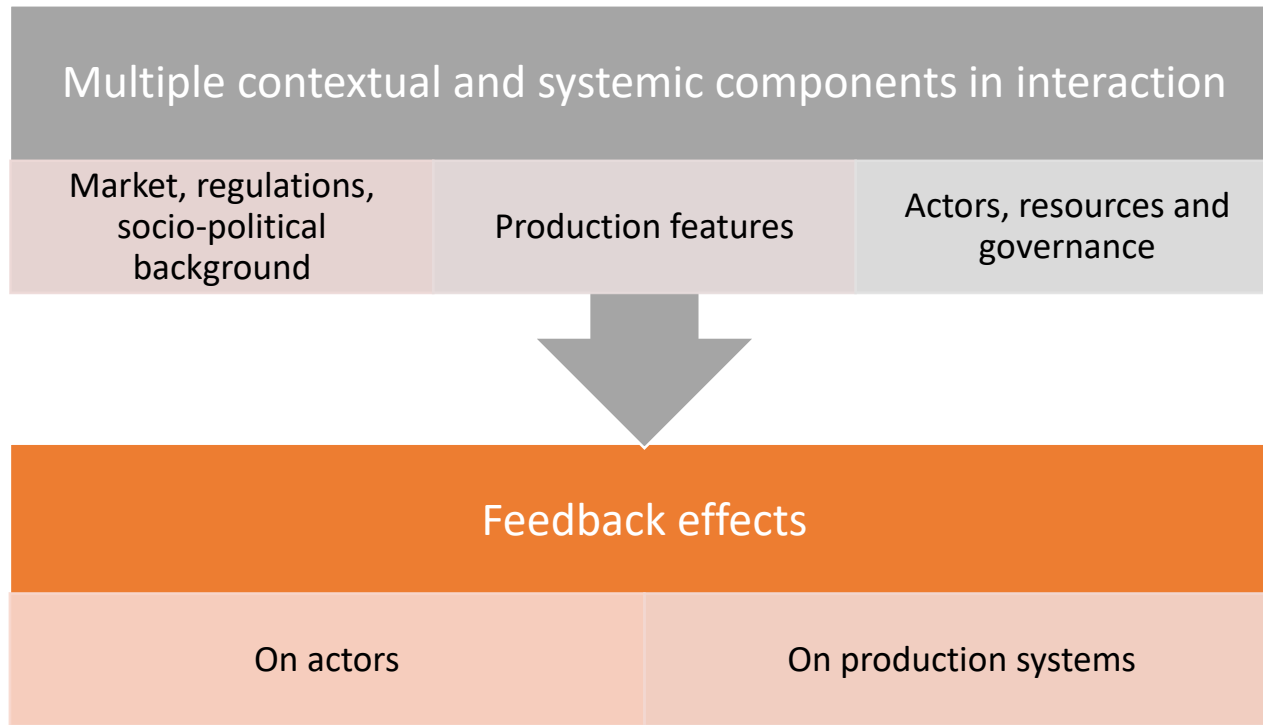 Multiple contextual and systemic components in interaction
Market, regulations,
socio-political
background
Production features
Actors, resources and
governance
Feedback effects
On actors
On production systems